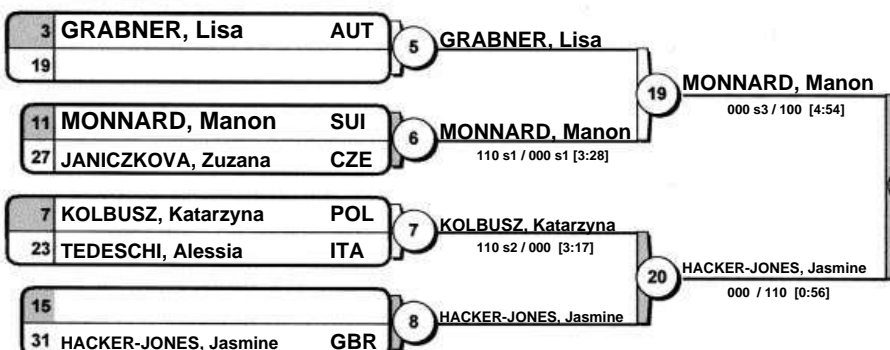 3 GRABNER, Lisa AUT
19
5
GRABNER, Lisa
11 MONNARD, Manon SUI
27 JANICZKOVA, Zuzana CZE
6
MONNARD, Manon
110 s1 / 000 s1 [3:28]
19
MONNARD, Manon
000 s3 / 100 [4:54]
7 KOLBUSZ, Katarzyna POL
23 TEDESCHI, Alessia ITA
7
KOLBUSZ, Katarzyna
110 s2 / 000 [3:17]
15
31 HACKER-JONES, Jasmine GBR
8
HACKER-JONES, Jasmine
20
HACKER-JONES, Jasmine
000 / 110 [0:56]